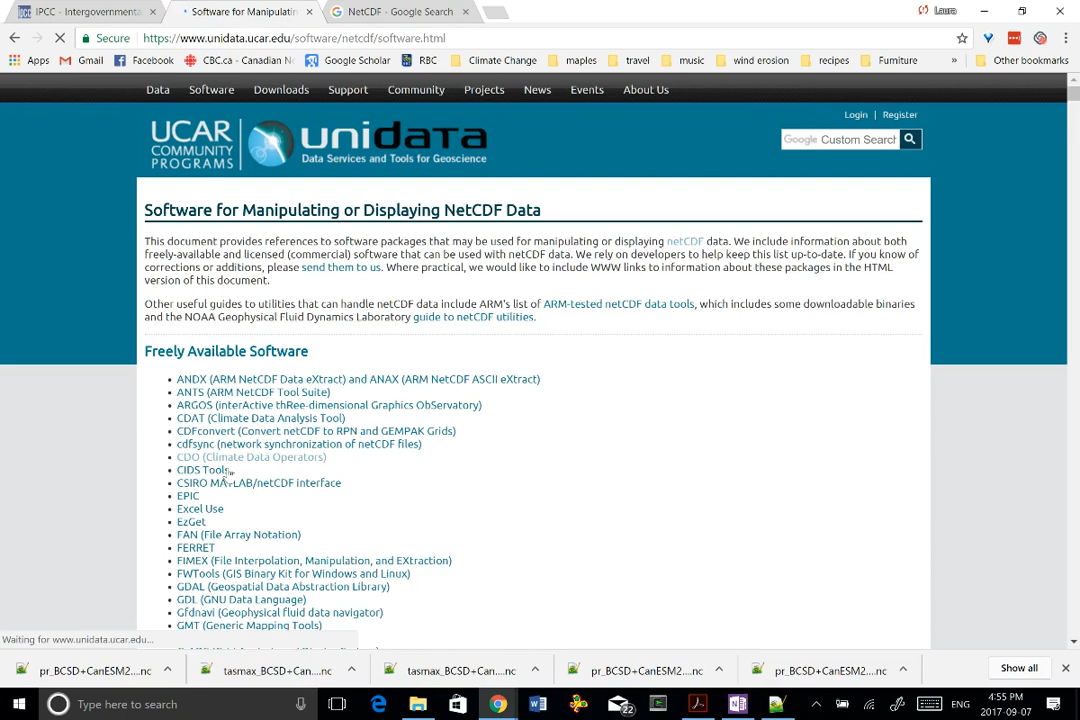 IPCC - Intergovernment
Software for Manipulatin
NetCDF - Google Search
Laura
Secure
https://www.unidata.ucar.edu/software/netcdf/software.html
Apps
Gmail
Facebook
CBC.ca - Canadian N
Google Scholar
RBC
Climate Change
maples
travel
music
wind erosion
recipes
Furniture
»
Other bookmarks
Data Software Downloads Support Community Projects News Events About Us
Login | Register
UCAR
COMMUNITY
PROGRAMS
unidata
Data Services and Tools for Geoscience
Google Custom Search
Software for Manipulating or Displaying NetCDF Data
This document provides references to software packages that may be used for manipulating or displaying netCDF data. We include information about both
freely-available and licensed (commercial) software that can be used with netCDF data. We rely on developers to help keep this list up-to-date. If you know of
corrections or additions, please send them to us. Where practical, we would like to include WWW links to information about these packages in the HTML
version of this document.
Other useful guides to utilities that can handle netCDF data include ARM's list of ARM-tested netCDF data tools, which includes some downloadable binaries
and the NOAA Geophysical Fluid Dynamics Laboratory guide to netCDF utilities.
Freely Available Software
• ANDX (ARM NetCDF Data eXtract) and ANAX (ARM NetCDF ASCII eXtract)
• ANTS (ARM NetCDF Tool Suite)
• ARGOS (interActive thRee-dimensional Graphics ObServatory)
• CDAT (Climate Data Analysis Tool)
• CDFconvert (Convert netCDF to RPN and GEMPAK Grids)
• cdfsync (network synchronization of netCDF files)
• CDO (Climate Data Operators)
• CIDS Tools
• CSIRO MATLAB/netCDF interface
• EPIC
• Excel Use
• EzGet
• FAN (File Array Notation)
• FERRET
• FIMEX (File Interpolation, Manipulation, and EXtraction)
• FWTools (GIS Binary Kit for Windows and Linux)
• GDAL (Geospatial Data Abstraction Library)
• GDL (GNU Data Language)
• Gfdnavi (Geophysical fluid data navigator)
• GMT (Generic Mapping Tools)
Waiting for www.unidata.ucar.edu...
pr_BCSD+CanESM2....nc
tasmax_BCSD+Can....nc
tasmax_BCSD+Can....nc
pr_BCSD+CanESM2....nc
pr_BCSD+CanESM2....nc
Show all
Type here to search
22
ENG
4:55 PM
2017-09-07